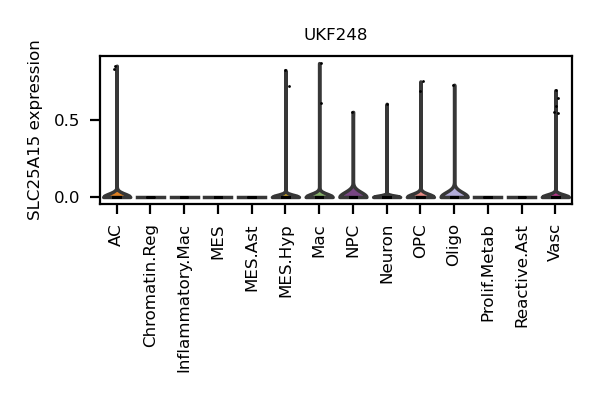 UKF248
SLC25A15 expression
0.5
0.0
AC
Chromatin.Reg
Inflammatory.Mac
MES
MES.Ast
MES.Hyp
Mac
NPC
Neuron
OPC
Oligo
Prolif.Metab
Reactive.Ast
Vasc